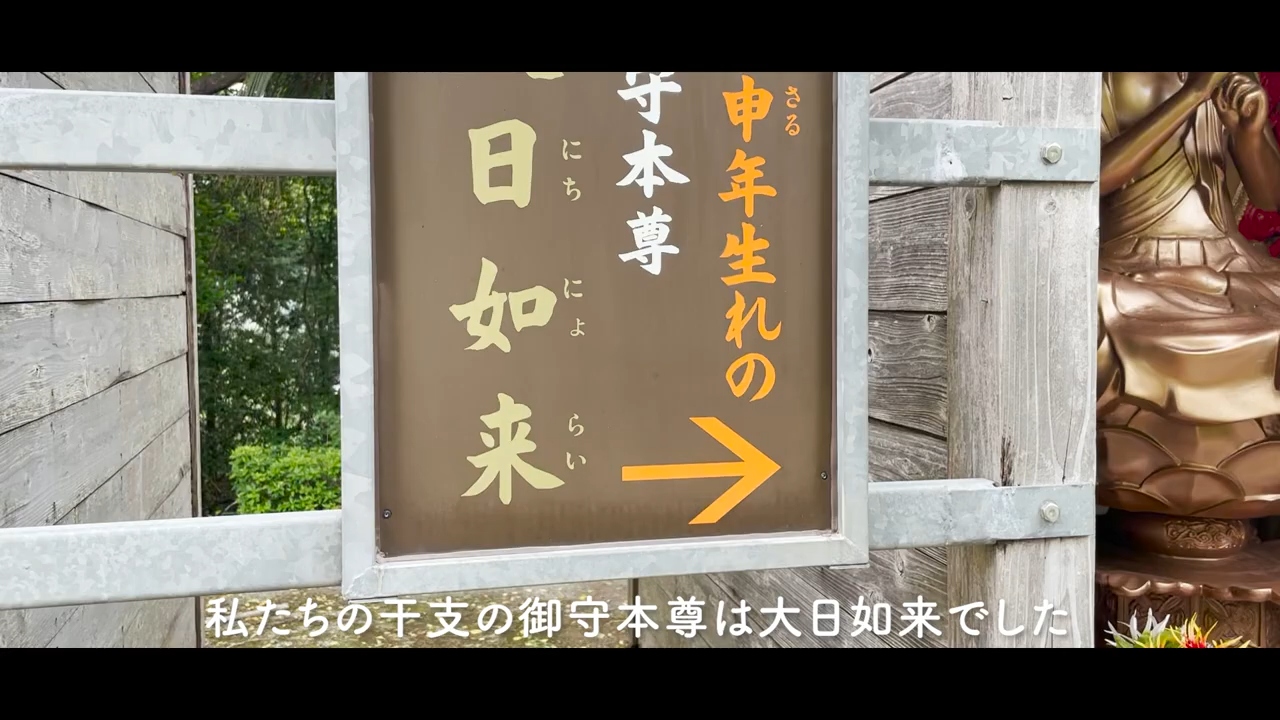 申年生れの
さる
守本尊
日如来
にち
にょ
らい
私たちの干支の御守本尊は大日如来でした